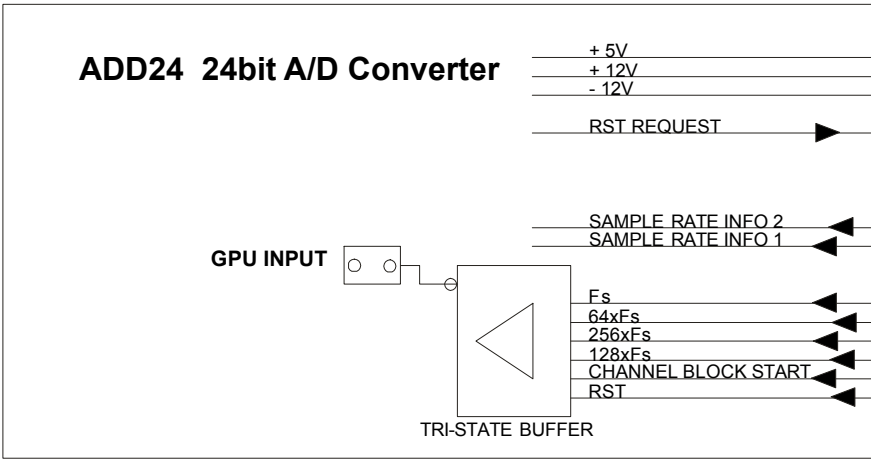 ADD24 24bit A/D Converter
+ 5V
+ 12V
- 12V
RST REQUEST
SAMPLE RATE INFO 2
SAMPLE RATE INFO 1
GPU INPUT
Fs
64xFs
256xFs
128xFs
CHANNEL BLOCK START
RST
TRI-STATE BUFFER